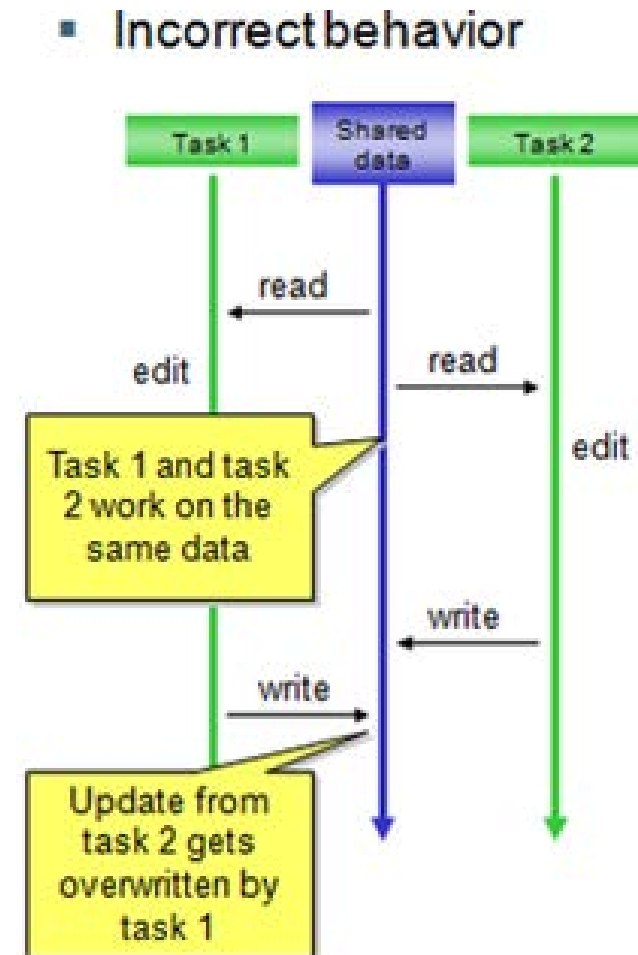 Incorrect behavior
Task 1
Shared
data
Task 2
read
read
edit
edit
Task 1 and task
2 work on the
same data
write
write
Update from
task 2 gets
overwritten by
task 1